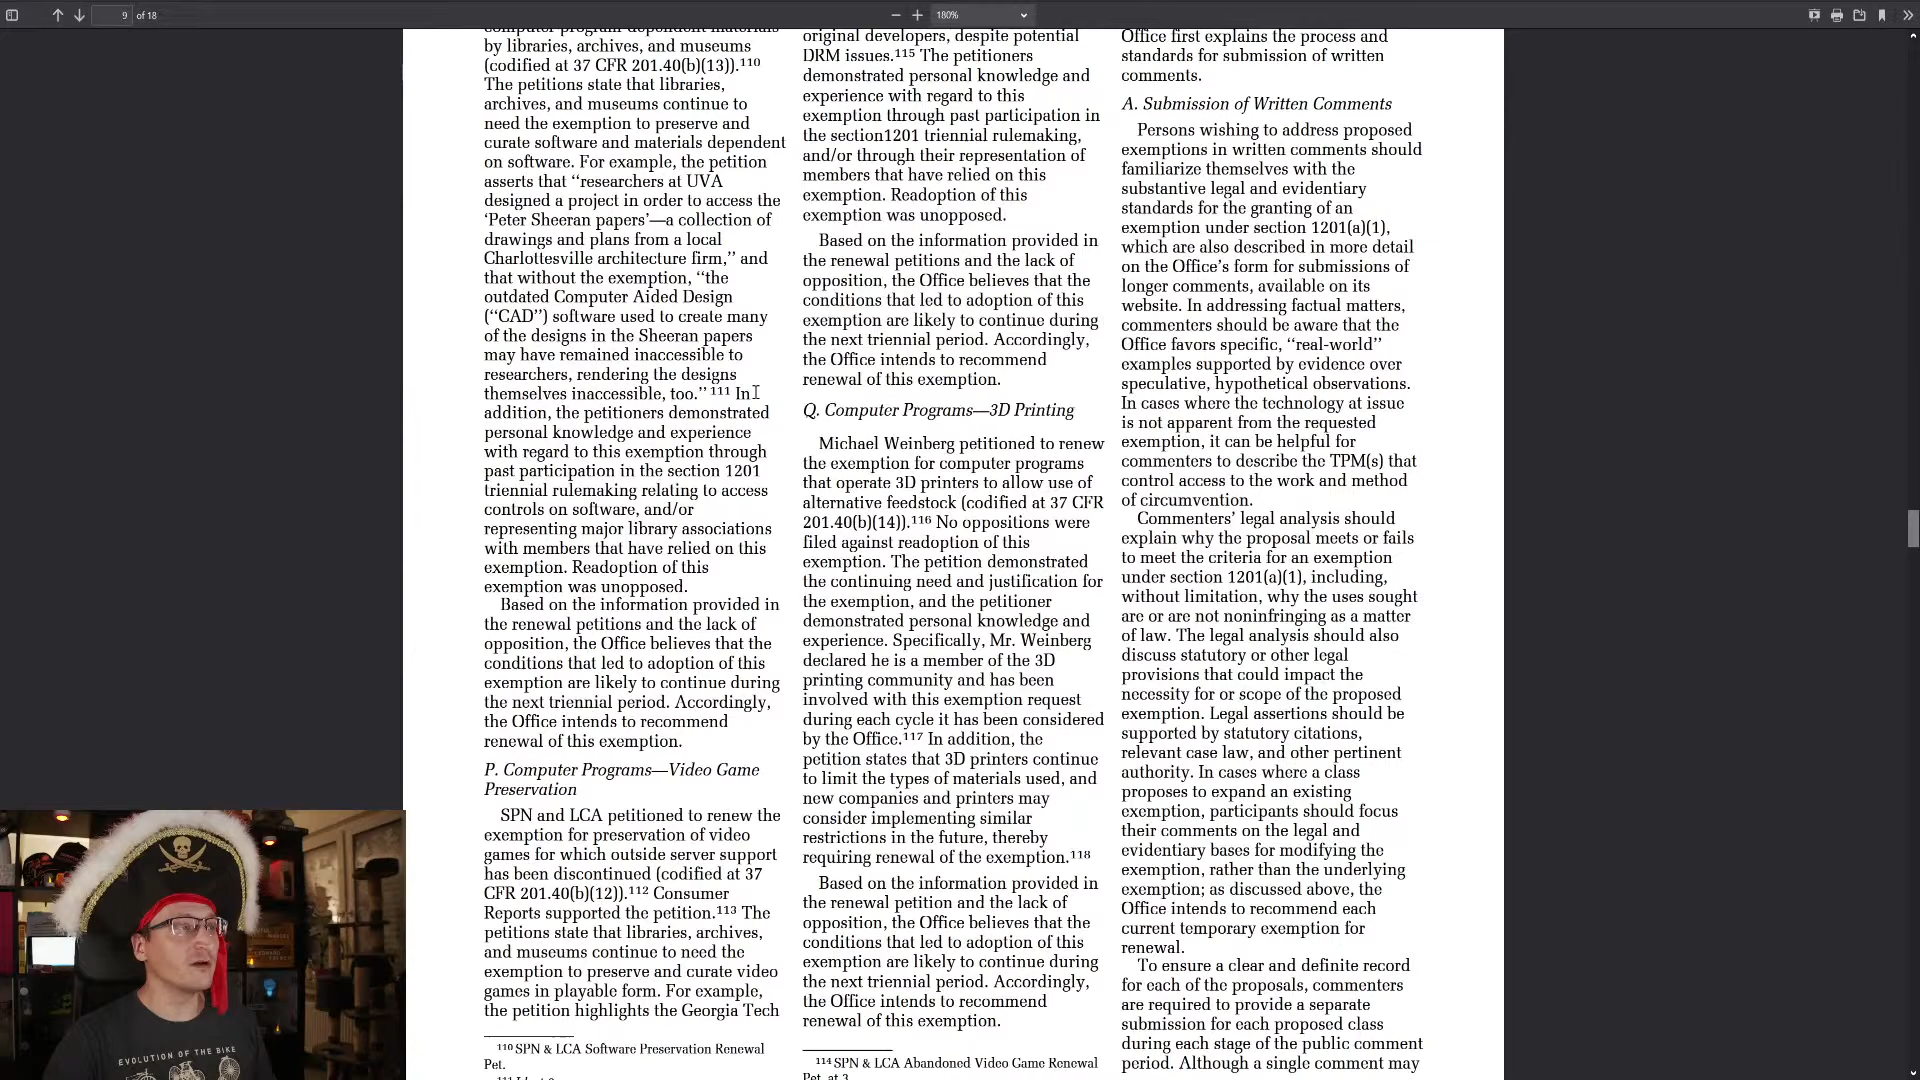 9 of 18
180%
computer program dependent materials
by libraries, archives, and museums
(codified at 37 CFR 201.40(b)(13)).110
The petitions state that libraries,
archives, and museums continue to
need the exemption to preserve and
curate software and materials dependent
on software. For example, the petition
asserts that ‘‘researchers at UVA
designed a project in order to access the
‘Peter Sheeran papers’—a collection of
drawings and plans from a local
Charlottesville architecture firm,’’ and
that without the exemption, ‘‘the
outdated Computer Aided Design
(‘‘CAD’’) software used to create many
of the designs in the Sheeran papers
may have remained inaccessible to
researchers, rendering the designs
themselves inaccessible, too.’’ 111 In
addition, the petitioners demonstrated
personal knowledge and experience
with regard to this exemption through
past participation in the section 1201
triennial rulemaking relating to access
controls on software, and/or
representing major library associations
with members that have relied on this
exemption. Readoption of this
exemption was unopposed.
Based on the information provided in
the renewal petitions and the lack of
opposition, the Office believes that the
conditions that led to adoption of this
exemption are likely to continue during
the next triennial period. Accordingly,
the Office intends to recommend
renewal of this exemption.
P. Computer Programs—Video Game
Preservation
SPN and LCA petitioned to renew the
exemption for preservation of video
games for which outside server support
has been discontinued (codified at 37
CFR 201.40(b)(12)).112 Consumer
Reports supported the petition.113 The
petitions state that libraries, archives,
and museums continue to need the
exemption to preserve and curate video
games in playable form. For example,
the petition highlights the Georgia Tech
110 SPN & LCA Software Preservation Renewal
Pet.
original developers, despite potential
DRM issues.115 The petitioners
demonstrated personal knowledge and
experience with regard to this
exemption through past participation in
the section1201 triennial rulemaking,
and/or through their representation of
members that have relied on this
exemption. Readoption of this
exemption was unopposed.
Based on the information provided in
the renewal petitions and the lack of
opposition, the Office believes that the
conditions that led to adoption of this
exemption are likely to continue during
the next triennial period. Accordingly,
the Office intends to recommend
renewal of this exemption.
Q. Computer Programs—3D Printing
Michael Weinberg petitioned to renew
the exemption for computer programs
that operate 3D printers to allow use of
alternative feedstock (codified at 37 CFR
201.40(b)(14)).116 No oppositions were
filed against readoption of this
exemption. The petition demonstrated
the continuing need and justification for
the exemption, and the petitioner
demonstrated personal knowledge and
experience. Specifically, Mr. Weinberg
declared he is a member of the 3D
printing community and has been
involved with this exemption request
during each cycle it has been considered
by the Office.117 In addition, the
petition states that 3D printers continue
to limit the types of materials used, and
new companies and printers may
consider implementing similar
restrictions in the future, thereby
requiring renewal of the exemption.118
Based on the information provided in
the renewal petition and the lack of
opposition, the Office believes that the
conditions that led to adoption of this
exemption are likely to continue during
the next triennial period. Accordingly,
the Office intends to recommend
renewal of this exemption.
114 SPN & LCA Abandoned Video Game Renewal
Pet. at 3.
Office first explains the process and
standards for submission of written
comments.
A. Submission of Written Comments
Persons wishing to address proposed
exemptions in written comments should
familiarize themselves with the
substantive legal and evidentiary
standards for the granting of an
exemption under section 1201(a)(1),
which are also described in more detail
on the Office’s form for submissions of
longer comments, available on its
website. In addressing factual matters,
commenters should be aware that the
Office favors specific, ‘‘real-world’’
examples supported by evidence over
speculative, hypothetical observations.
In cases where the technology at issue
is not apparent from the requested
exemption, it can be helpful for
commenters to describe the TPM(s) that
control access to the work and method
of circumvention.
Commenters’ legal analysis should
explain why the proposal meets or fails
to meet the criteria for an exemption
under section 1201(a)(1), including,
without limitation, why the uses sought
are or are not noninfringing as a matter
of law. The legal analysis should also
discuss statutory or other legal
provisions that could impact the
necessity for or scope of the proposed
exemption. Legal assertions should be
supported by statutory citations,
relevant case law, and other pertinent
authority. In cases where a class
proposes to expand an existing
exemption, participants should focus
their comments on the legal and
evidentiary bases for modifying the
exemption, rather than the underlying
exemption; as discussed above, the
Office intends to recommend each
current temporary exemption for
renewal.
To ensure a clear and definite record
for each of the proposals, commenters
are required to provide a separate
submission for each proposed class
during each stage of the public comment
period. Although a single comment may
EVOLUTION OF THE BIKE